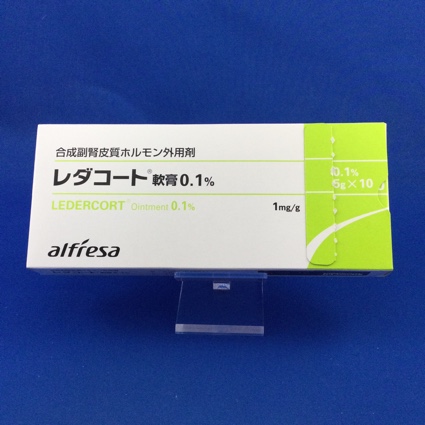 合成副腎皮質ホルモン外用剤
レダコート® 軟膏0.1%
LEDERCORT Ointment 0.1%
1mg/g
0.1%
5g×10
alfresa